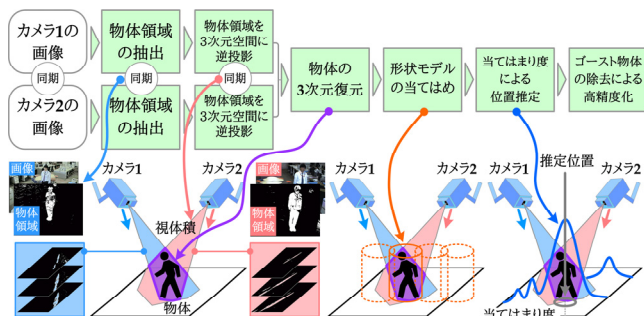 カメラ1の
画像
物体領域
の抽出
物体領域を
3次元空間に
逆投影
同期
同期
同期
カメラ2の
画像
物体領域
の抽出
物体領域を
3次元空間に
逆投影
物体の
3次元復元
形状モデル
の当てはめ
当てはまり度
による
位置推定
ゴースト物体
の除去による
高精度化
画像
物体
領域
カメラ1
カメラ2
視体積
物体
画像
物体
領域
カメラ1
カメラ2
カメラ1
推定位置
カメラ2
当てはまり度